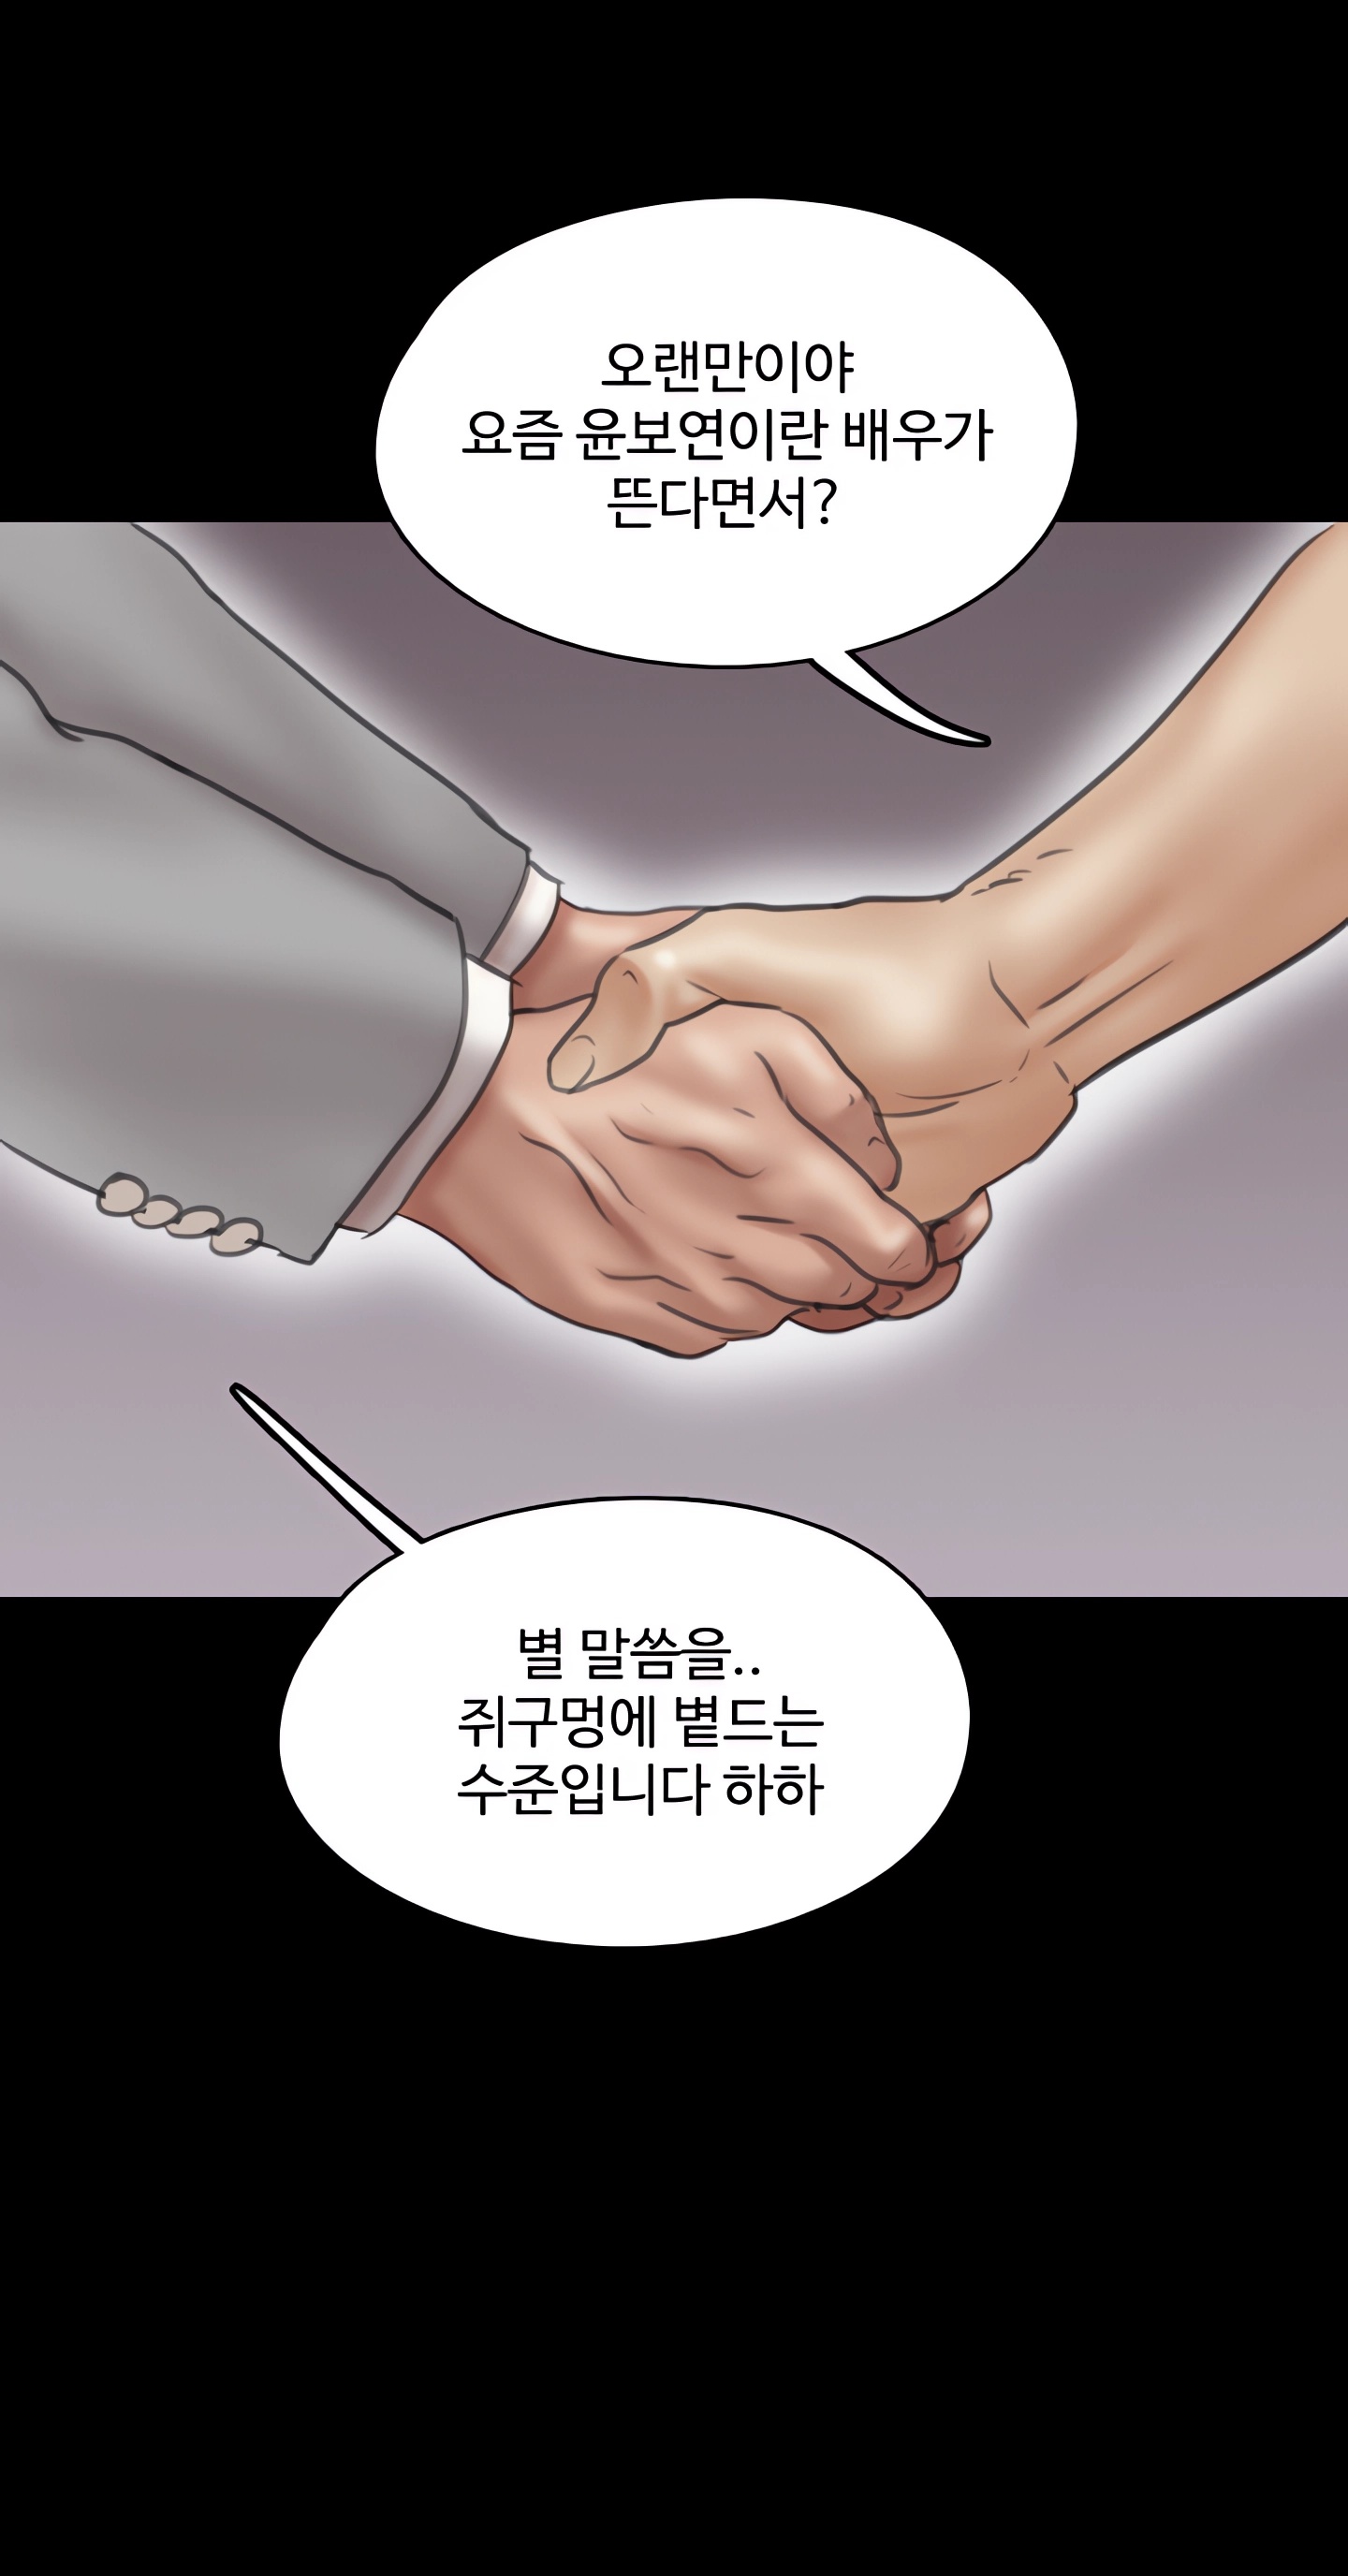 오랜만이야
요즘 윤보연이란 배우가
뜬다면서?
별 말씀을..
쥐구멍에 볕드는
수준입니다 하하